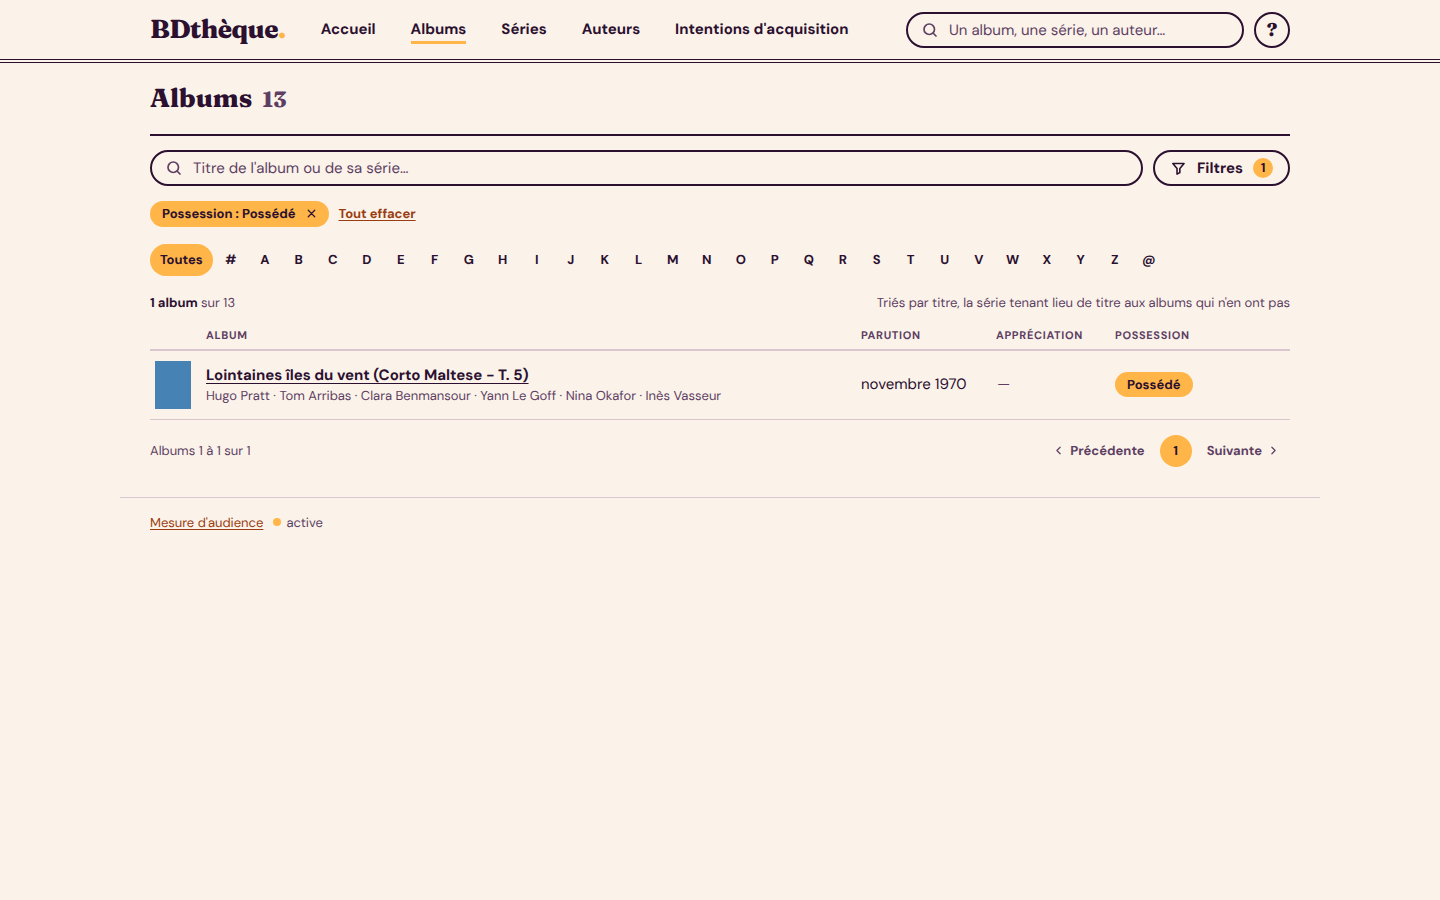 BDthèque.
Accueil
Albums
Séries
Auteurs
Intentions d'acquisition
Un album, une série, un auteur...
?
Albums 13
Titre de l'album ou de sa série...
Filtres 1
Possession : Possédé ✕
Tout effacer
Toutes # A B C D E F G H I J K L M N O P Q R S T U V W X Y Z @
1 album sur 13
Triés par titre, la série tenant lieu de titre aux albums qui n'en ont pas
ALBUM PARUTION APPRÉCIATION POSSESSION
Lointaines îles du vent (Corto Maltese - T. 5)
Hugo Pratt · Tom Arribas · Clara Benmansour · Yann Le Goff · Nina Okafor · Inès Vasseur
novembre 1970
—
Possédé
Albums 1 à 1 sur 1
‹ Précédente 1 Suivante ›
Mesure d'audience
active